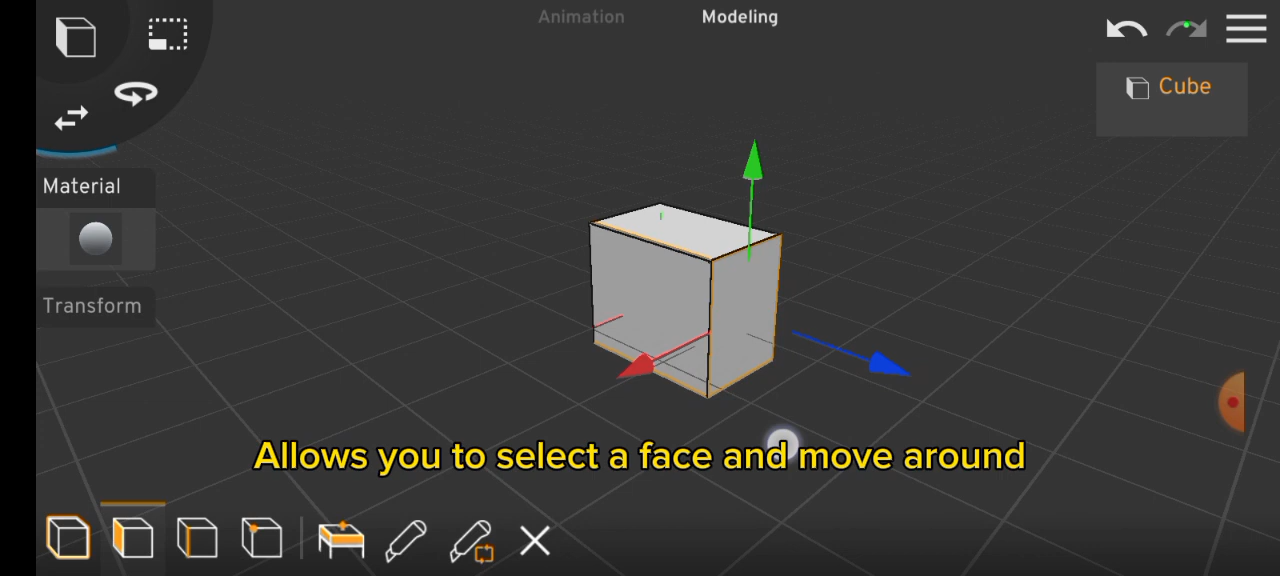 Animation
Modeling
Cube
Material
Transform
Allows you to select a face and move around